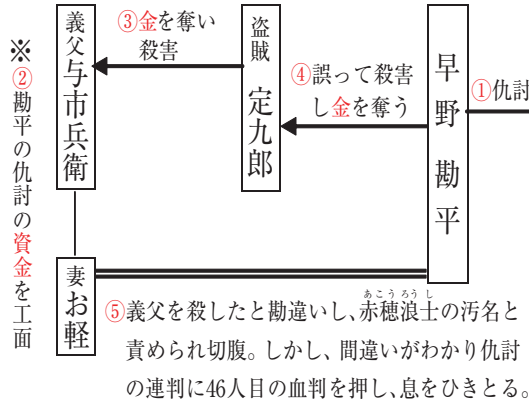 ①仇討
早野 勘平
④誤って殺害
し金を奪う
盗賊 定九郎
③金を奪い
殺害
義父与市兵衛
※②勘平の仇討の資金を工面
妻お軽
⑤義父を殺したと勘違いし、赤穂浪士の汚名と
あこうろうし
責められ切腹。しかし、間違いがわかり仇討
の連判に46人目の血判を押し、息をひきとる。